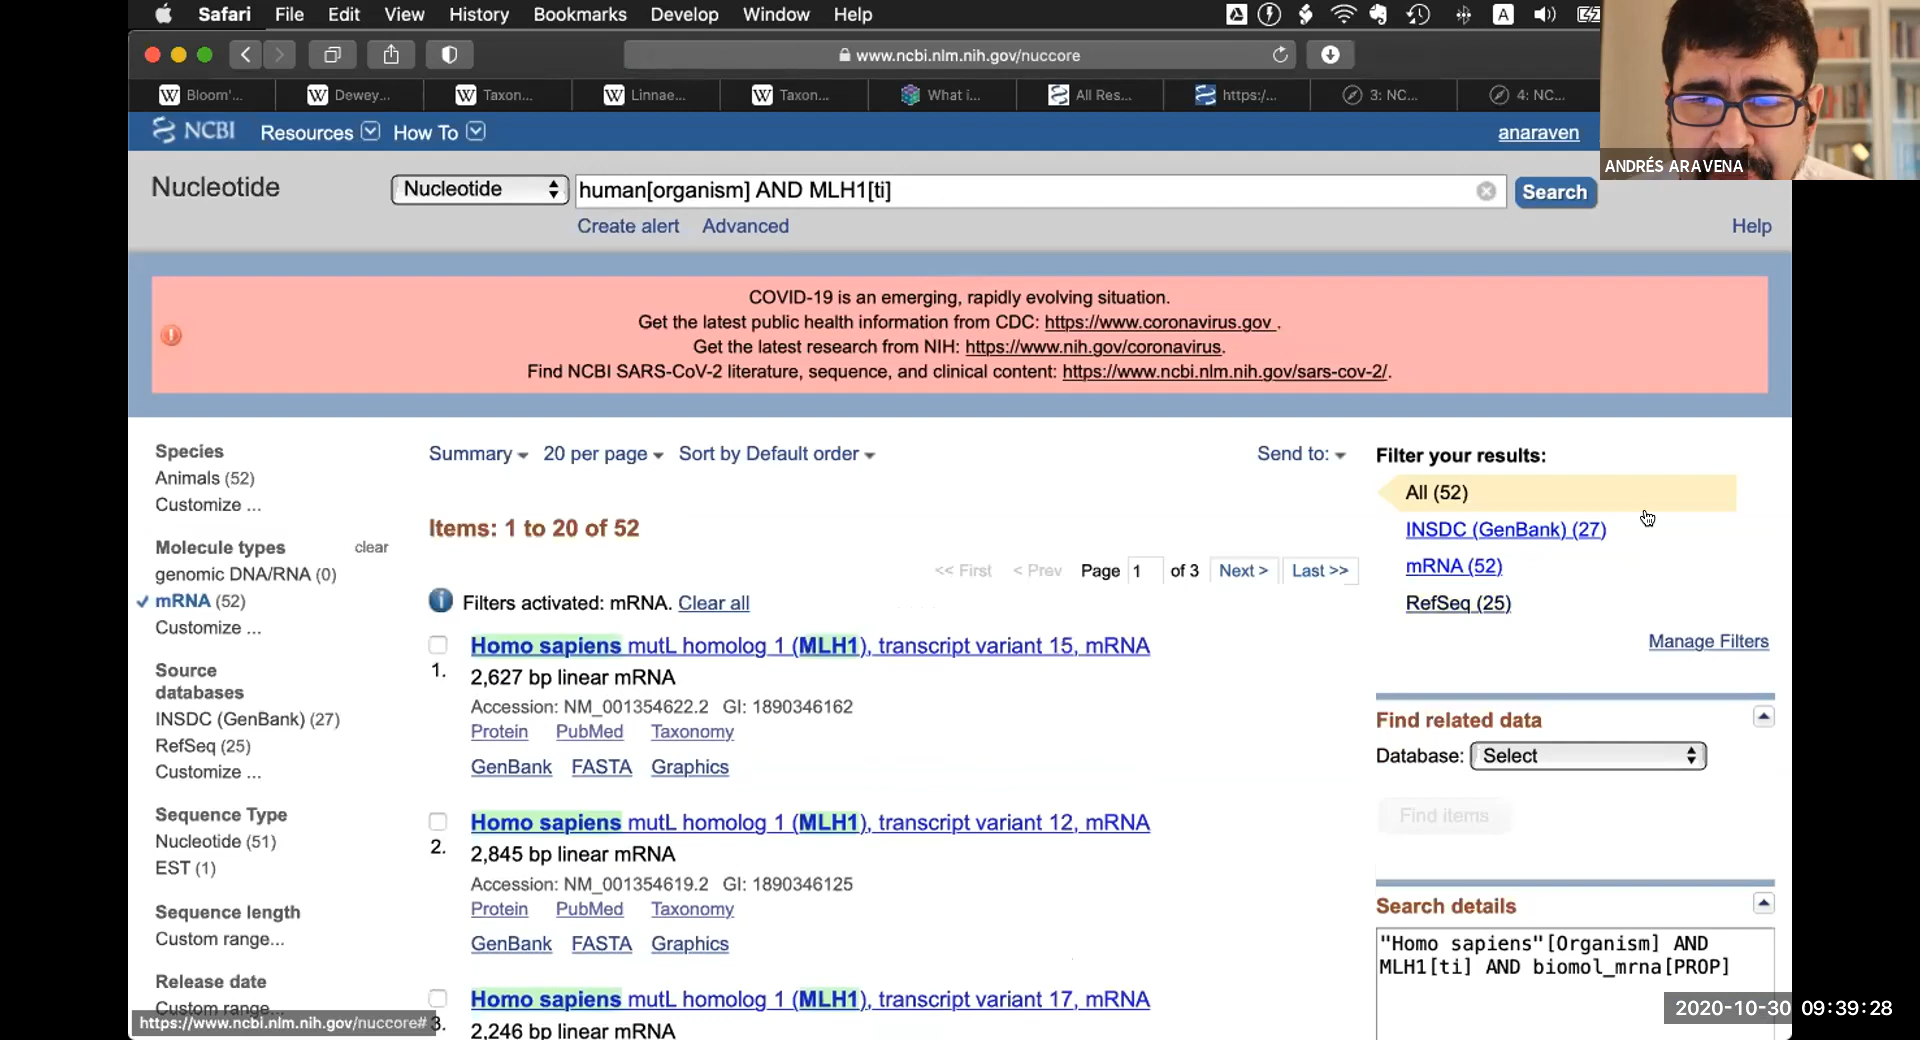 Safari File Edit View History Bookmarks Develop Window Help
A
www.ncbi.nlm.nih.gov/nuccore
W Bloom'... W Dewey... W Taxon... W Linnae... W Taxon... What i... All Res... https:/... 3: NC... 4: NC...
NCBI Resources How To anaraven
ANDRÉS ARAVENA
Nucleotide Nucleotide human[organism] AND MLH1[ti] Search
Create alert Advanced Help
COVID-19 is an emerging, rapidly evolving situation.
Get the latest public health information from CDC: https://www.coronavirus.gov .
Get the latest research from NIH: https://www.nih.gov/coronavirus.
Find NCBI SARS-CoV-2 literature, sequence, and clinical content: https://www.ncbi.nlm.nih.gov/sars-cov-2/.
Species
Animals (52)
Customize ...
Molecule types clear
genomic DNA/RNA (0)
mRNA (52)
Customize ...
Source
databases
INSDC (GenBank) (27)
RefSeq (25)
Customize ...
Sequence Type
Nucleotide (51)
EST (1)
Sequence length
Custom range...
Release date
Custom range...
https://www.ncbi.nlm.nih.gov/nuccore#
Summary 20 per page Sort by Default order Send to:
Items: 1 to 20 of 52
<< First < Prev Page 1 of 3 Next > Last >>
Filters activated: mRNA. Clear all
Homo sapiens mutL homolog 1 (MLH1), transcript variant 15, mRNA
1. 2,627 bp linear mRNA
Accession: NM_001354622.2 GI: 1890346162
Protein PubMed Taxonomy
GenBank FASTA Graphics
Homo sapiens mutL homolog 1 (MLH1), transcript variant 12, mRNA
2. 2,845 bp linear mRNA
Accession: NM_001354619.2 GI: 1890346125
Protein PubMed Taxonomy
GenBank FASTA Graphics
Homo sapiens mutL homolog 1 (MLH1), transcript variant 17, mRNA
3. 2,246 bp linear mRNA
Filter your results:
All (52)
INSDC (GenBank) (27)
mRNA (52)
RefSeq (25)
Manage Filters
Find related data
Database: Select
Find items
Search details
"Homo sapiens"[Organism] AND
MLH1[ti] AND biomol_mrna[PROP]
2020-10-30 09:39:28